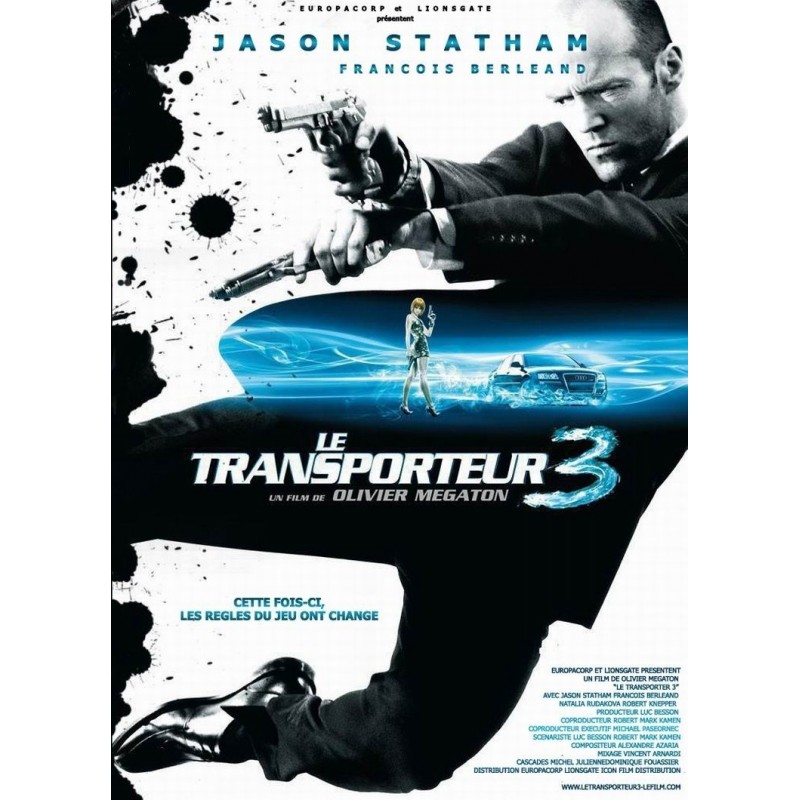 EUROPACORP et LIONSGATE
présentent
JASON STATHAM
FRANCOIS BERLEAND
LE
TRANSPORTEUR 3
UN FILM DE OLIVIER MEGATON
CETTE FOIS-CI,
LES REGLES DU JEU ONT CHANGE
EUROPACORP ET LIONSGATE PRESENTENT
UN FILM DE OLIVIER MEGATON
"LE TRANSPORTER 3"
AVEC JASON STATHAM FRANCOIS BERLEAND
NATALIA RUDAKOVA ROBERT KNEPPER
PRODUCTEUR LUC BESSON
COPRODUCTEUR ROBERT MARK KAMEN
COPRODUCTEUR EXECUTIF MICHAEL PASEORNEC
SCENARISTE LUC BESSON ROBERT MARK KAMEN
COMPOSITEUR ALEXANDRE AZARIA
MIXAGE VINCENT ARNARDI
CASCADES MICHEL JULIENNEDOMINIQUE FOUASSIER
DISTRIBUTION EUROPACORP LIONSGATE ICON FILM DISTRIBUTION
WWW.LETRANSPORTEUR3-LEFILM.COM